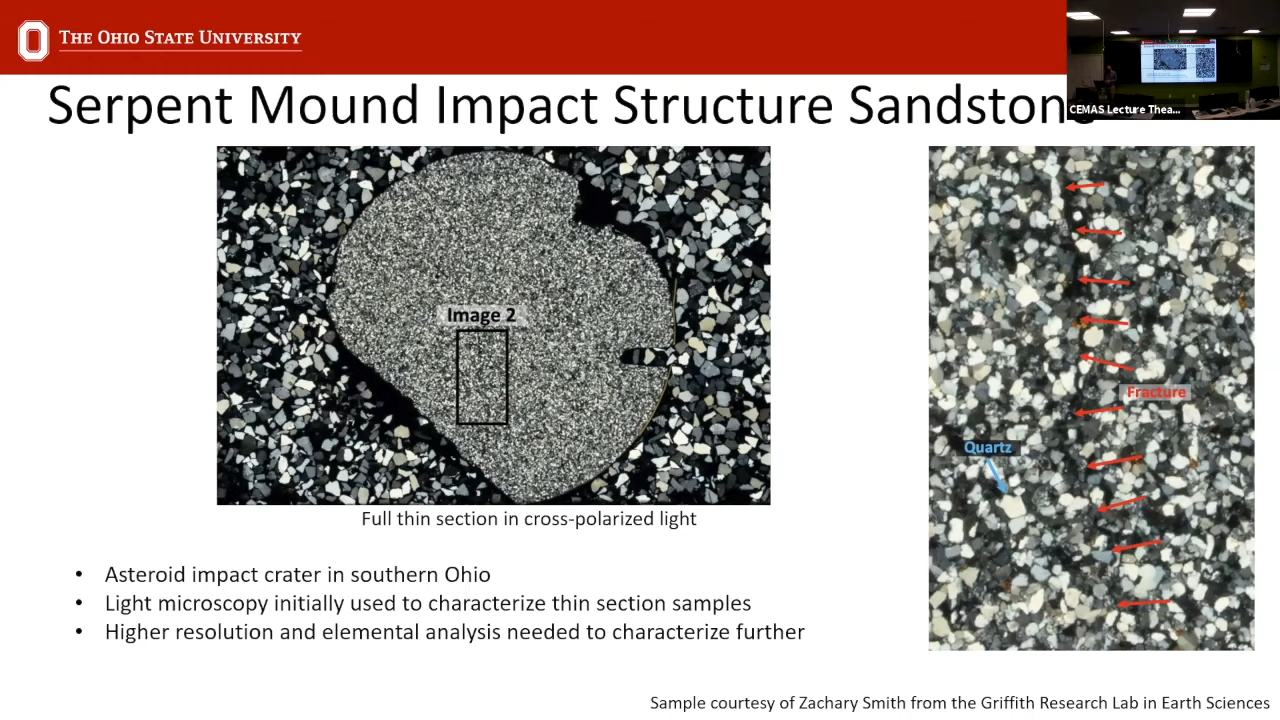 THE OHIO STATE UNIVERSITY
Serpent Mound Impact Structure Sandstone
CEMAS Lecture Thea...
Image 2
Fracture
Quartz
Full thin section in cross-polarized light
• Asteroid impact crater in southern Ohio
• Light microscopy initially used to characterize thin section samples
• Higher resolution and elemental analysis needed to characterize further
Sample courtesy of Zachary Smith from the Griffith Research Lab in Earth Sciences